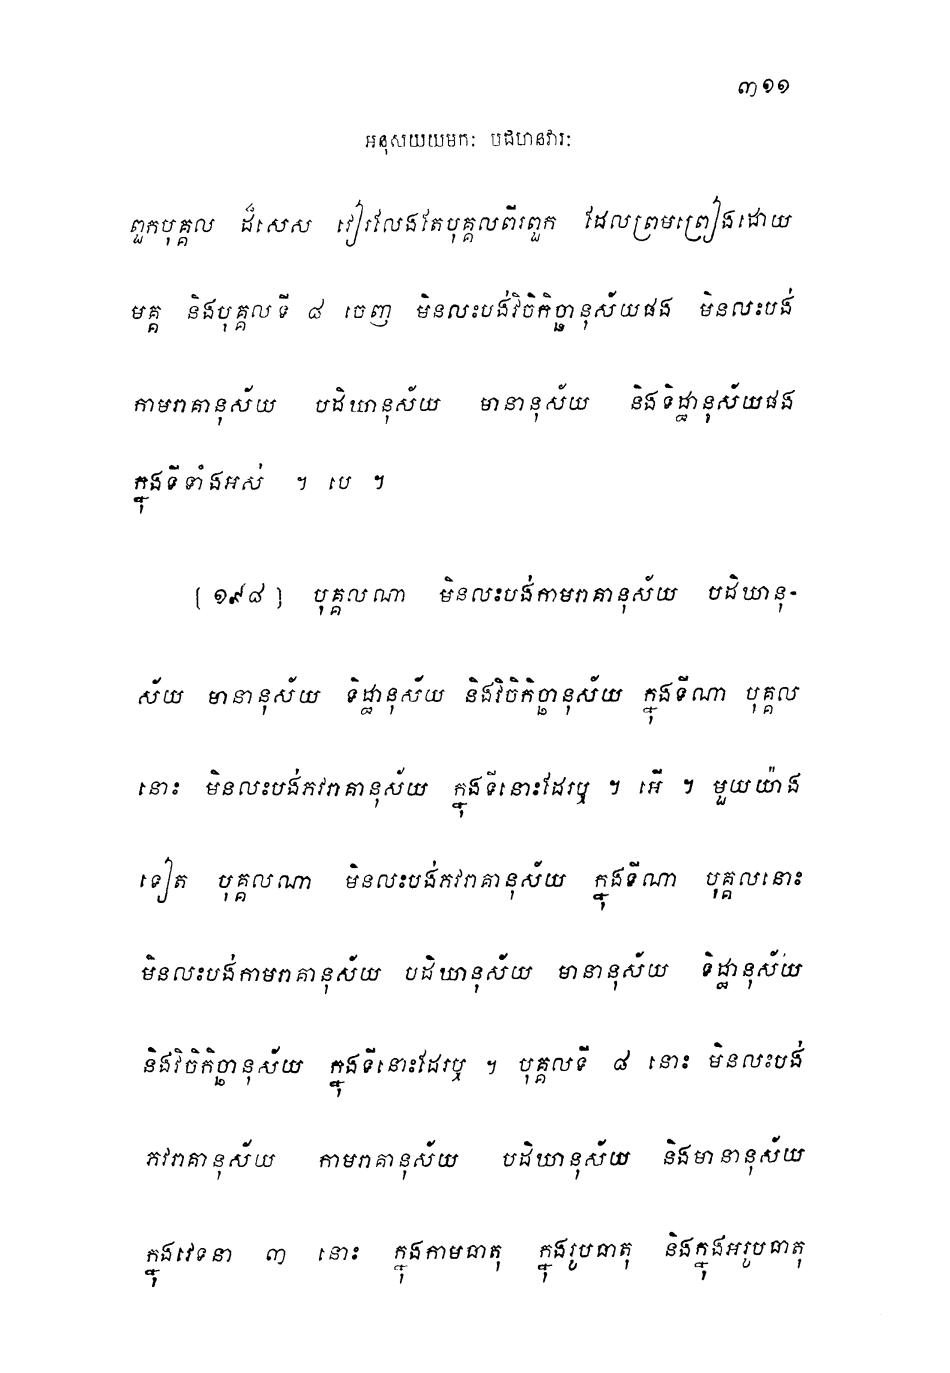 ៣១១
អនុសយយមកៈ បជហានវារៈ
ពួកបុគ្គល ដ៏សេស វៀរលែងតែបុគ្គលពីរពួក ដែលព្រមព្រៀងដោយ
មគ្គ និងបុគ្គលទី ៨ ចេញ មិនលះបង់វិចិកិច្ឆានុស័យផង មិនលះបង់
កាមរាគានុស័យ បដិឃានុស័យ មានានុស័យ និងទិដ្ឋានុស័យផង
ក្នុងទីទាំងអស់ ។ បេ ។
[ ១៩៨ ] បុគ្គលណា មិនលះបង់កាមរាគានុស័យ បដិឃានុ-
ស័យ មានានុស័យ ទិដ្ឋានុស័យ និងវិចិកិច្ឆានុស័យ ក្នុងទីណា បុគ្គល
នោះ មិនលះបង់ភវរាគានុស័យ ក្នុងទីនោះដែរឬ ។ អើ ។ មួយយ៉ាង
ទៀត បុគ្គលណា មិនលះបង់ភវរាគានុស័យ ក្នុងទីណា បុគ្គលនោះ
មិនលះបង់កាមរាគានុស័យ បដិឃានុស័យ មានានុស័យ ទិដ្ឋានុស័យ
និងវិចិកិច្ឆានុស័យ ក្នុងទីនោះដែរឬ ។ បុគ្គលទី ៨ នោះ មិនលះបង់
ភវរាគានុស័យ កាមរាគានុស័យ បដិឃានុស័យ និងមានានុស័យ
ក្នុងវេទនា ៣ នោះ ក្នុងកាមធាតុ ក្នុងរូបធាតុ និងក្នុងអរូបធាតុ